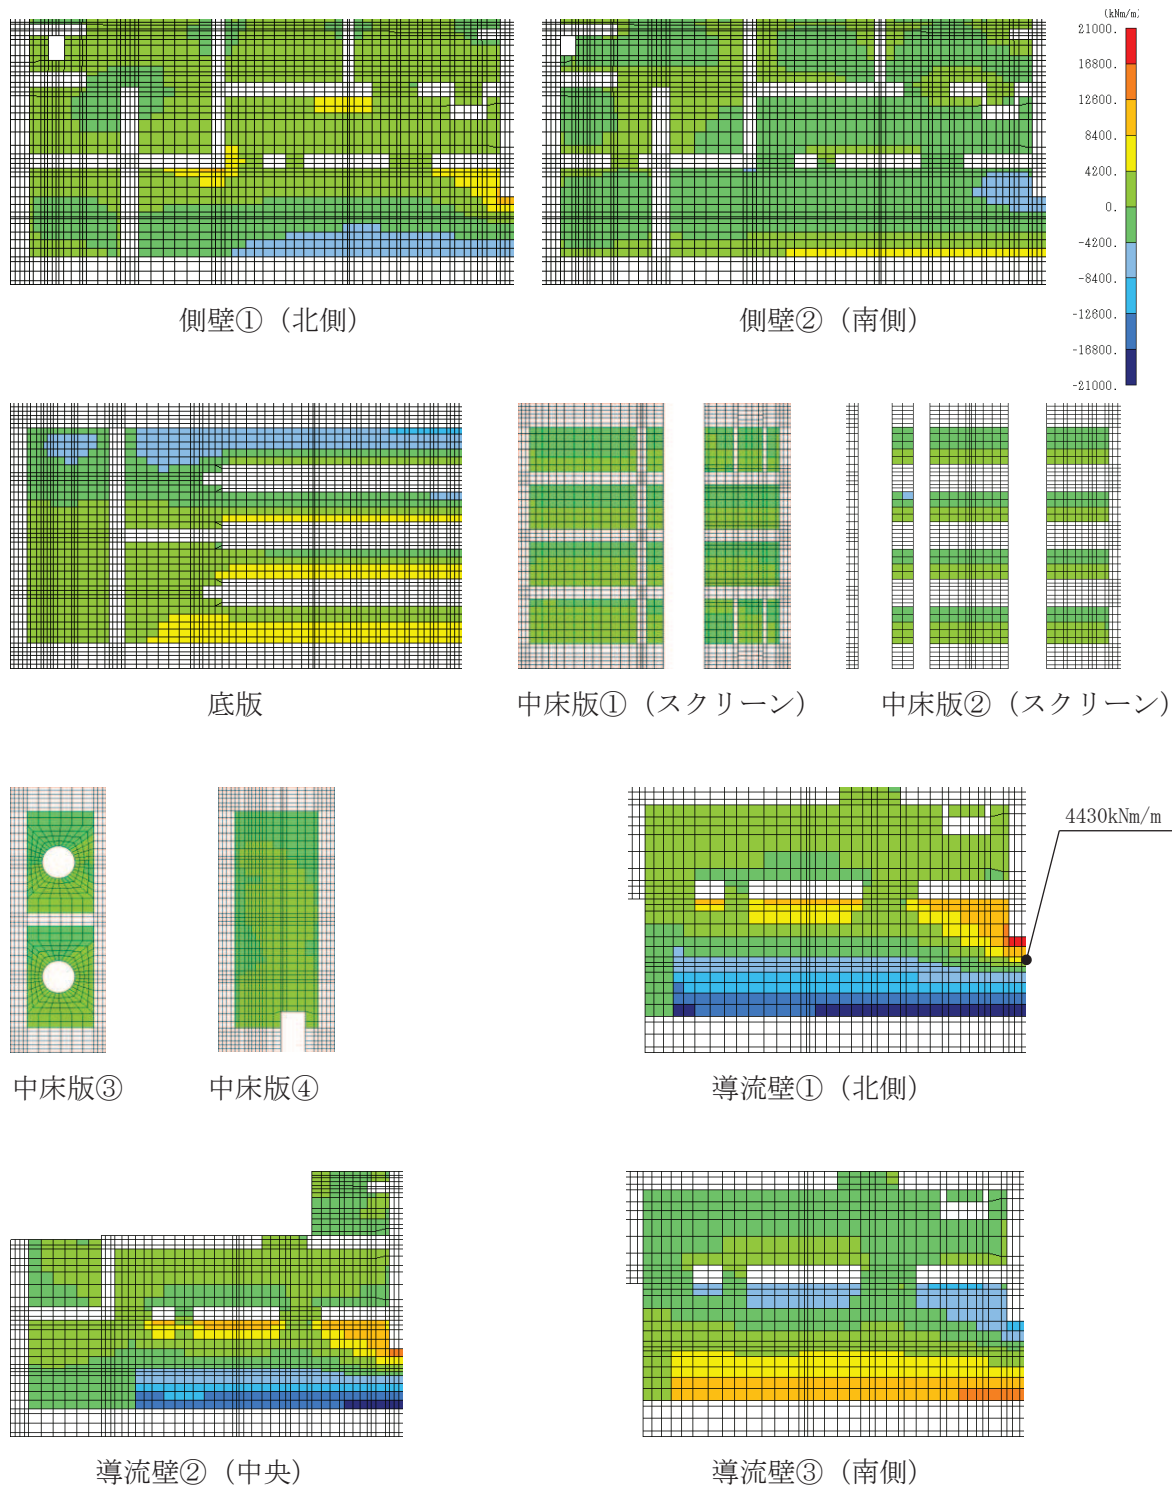 (kNm/m)
21000.
16800.
12600.
8400.
4200.
0.
-4200.
-8400.
-12600.
-16800.
-21000.
側壁①（北側）
側壁②（南側）
底版
中床版①（スクリーン）
中床版②（スクリーン）
4430kNm/m
中床版③
中床版④
導流壁①（北側）
導流壁②（中央）
導流壁③（南側）